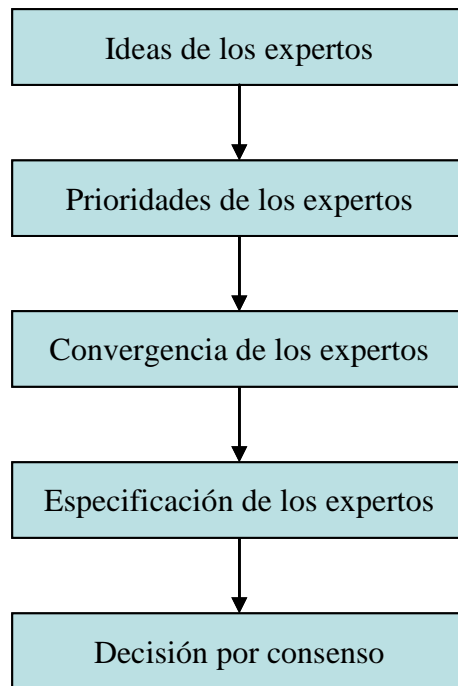 Ideas de los expertos
Prioridades de los expertos
Convergencia de los expertos
Especificación de los expertos
Decisión por consenso